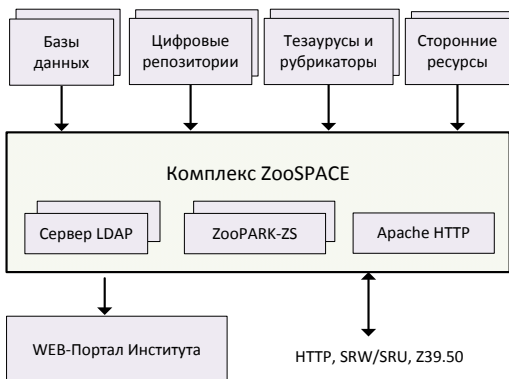 Базы
данных
Цифровые
репозитории
Тезаурусы и
рубрикаторы
Сторонние
ресурсы
Комплекс ZooSPACE
Сервер LDAP
ZooPARK-ZS
Apache HTTP
WEB-Портал Института
HTTP, SRW/SRU, Z39.50